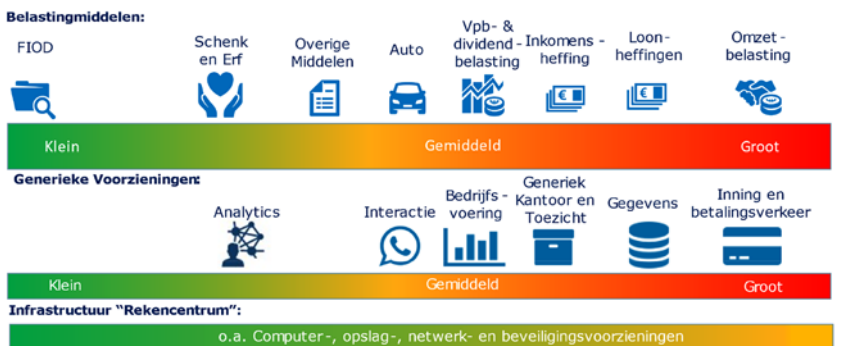 Belastingmiddelen:
FIOD
Schenk
en Erf
Overige
Middelen
Auto
Vpb- &
dividend-
belasting
Inkomens -
heffing
Loon-
heffingen
Omzet-
belasting
€
€
Klein
Gemiddeld
Groot
Generieke Voorzieningen:
Analytics
Interactie
Bedrijfs -
voering
Generiek
Kantoor en
Toezicht
Gegevens
Inning en
betalingsverkeer
Klein
Gemiddeld
Groot
Infrastructuur “Rekencentrum”:
o.a. Computer-, opslag-, netwerk- en beveiligingsvoorzieningen